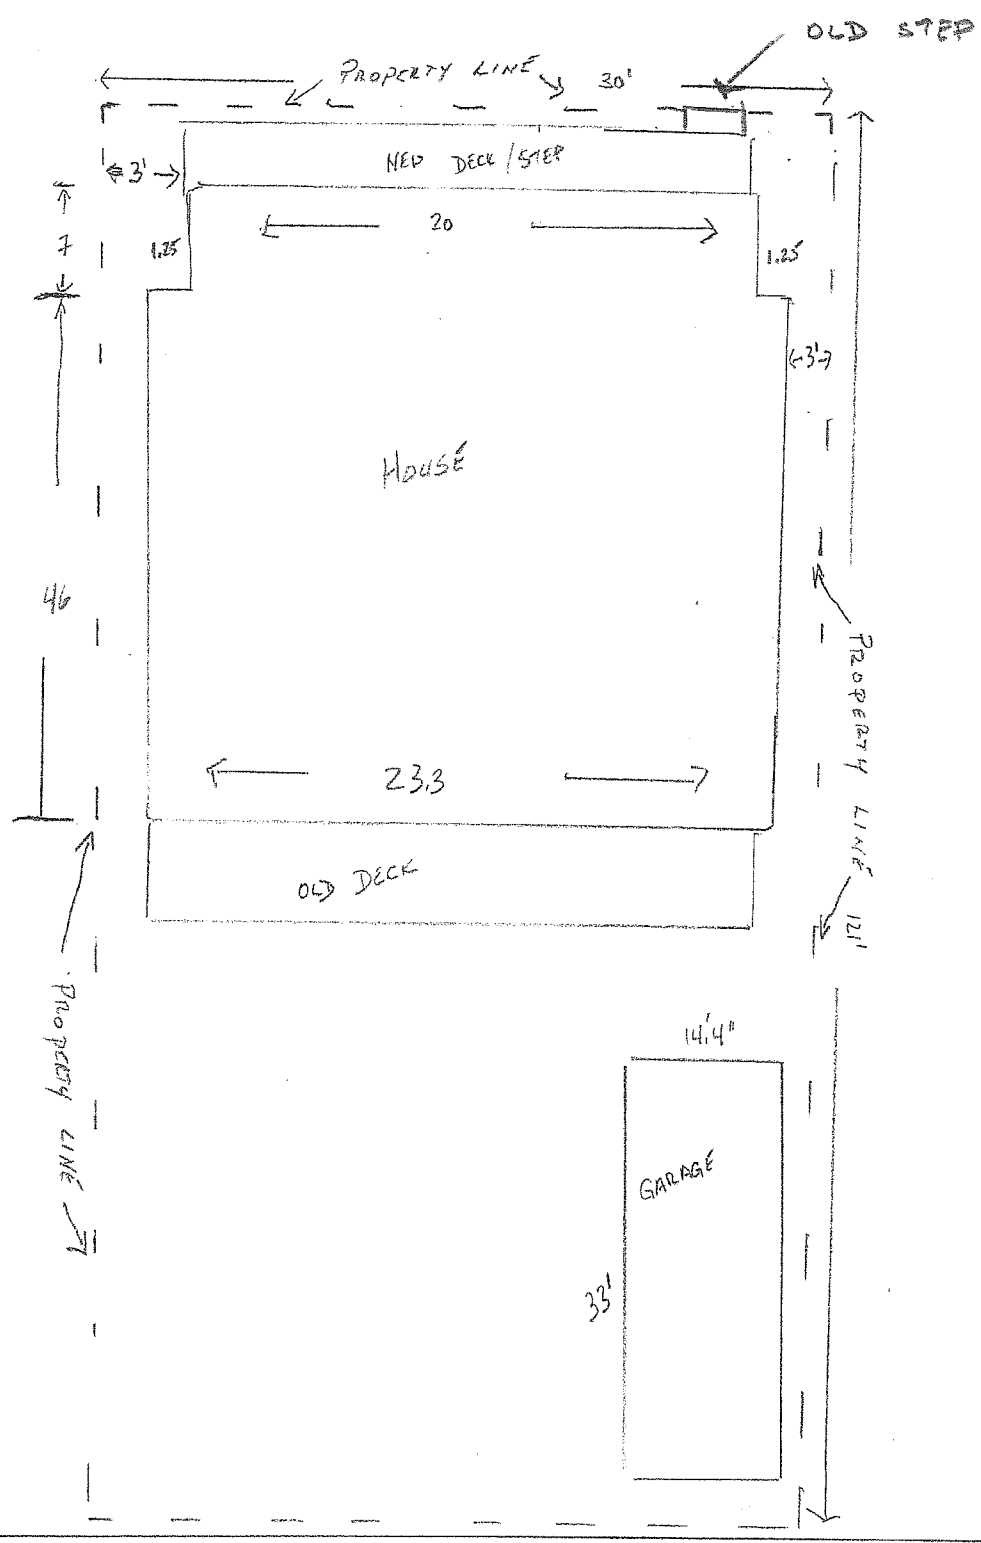 OLD STEP
PROPERTY LINE
30'
NEW DECK/STEP
3'
7
20
1.25
1.25
3'
HOUSE
46
PROPERTY LINE
23.3
OLD DECK
121'
PROPERTY LINE
14'4"
GARAGE
33'